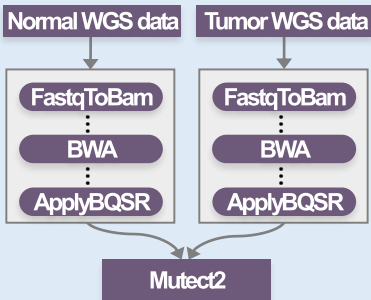 Normal WGS data
Tumor WGS data
FastqToBam
FastqToBam
BWA
BWA
ApplyBQSR
ApplyBQSR
Mutect2